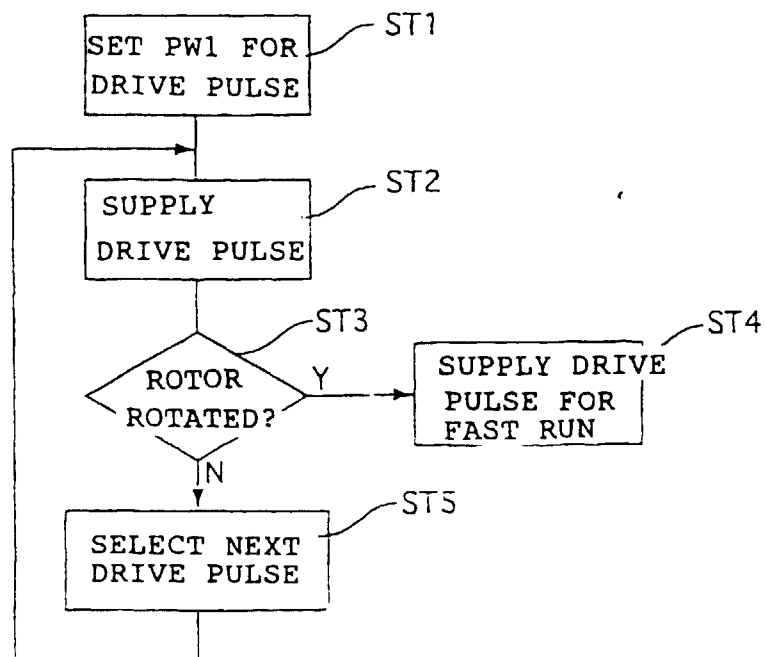 ST1
SET PW1 FOR
DRIVE PULSE
ST2
SUPPLY
DRIVE PULSE
ST3
ROTOR
ROTATED?
Y
N
ST4
SUPPLY DRIVE
PULSE FOR
FAST RUN
ST5
SELECT NEXT
DRIVE PULSE